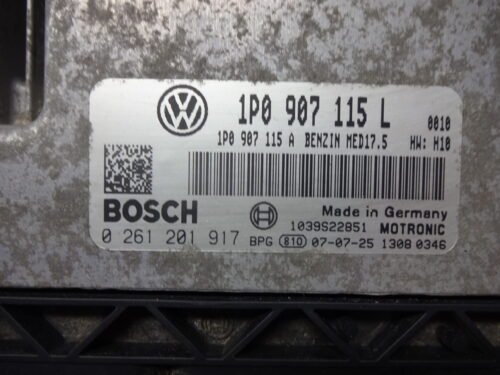 1P0 907 115 L 0010
1P0 907 115 A BENZIN MED17.5 HW: H10
BOSCH Made in Germany
1039S22851 MOTRONIC
0 261 201 917 BPG 810 07-07-25 1308 0346